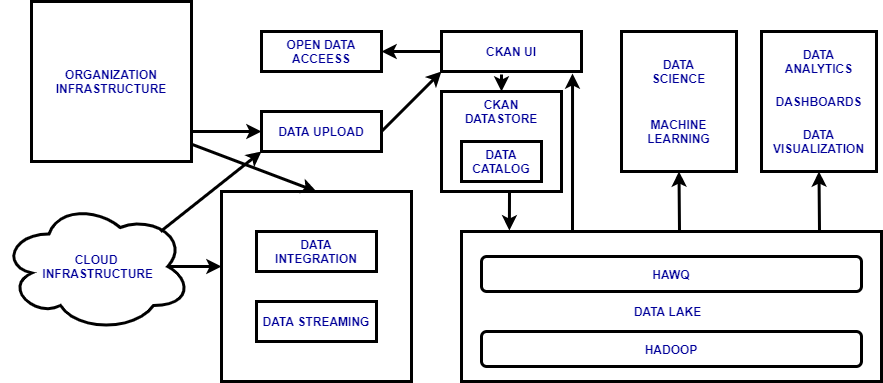 ORGANIZATION
INFRASTRUCTURE
OPEN DATA
ACCEESS
CKAN UI
DATA UPLOAD
CKAN
DATASTORE
DATA
CATALOG
DATA
SCIENCE
MACHINE
LEARNING
DATA
ANALYTICS
DASHBOARDS
DATA
VISUALIZATION
CLOUD
INFRASTRUCTURE
DATA
INTEGRATION
DATA STREAMING
HAWQ
DATA LAKE
HADOOP